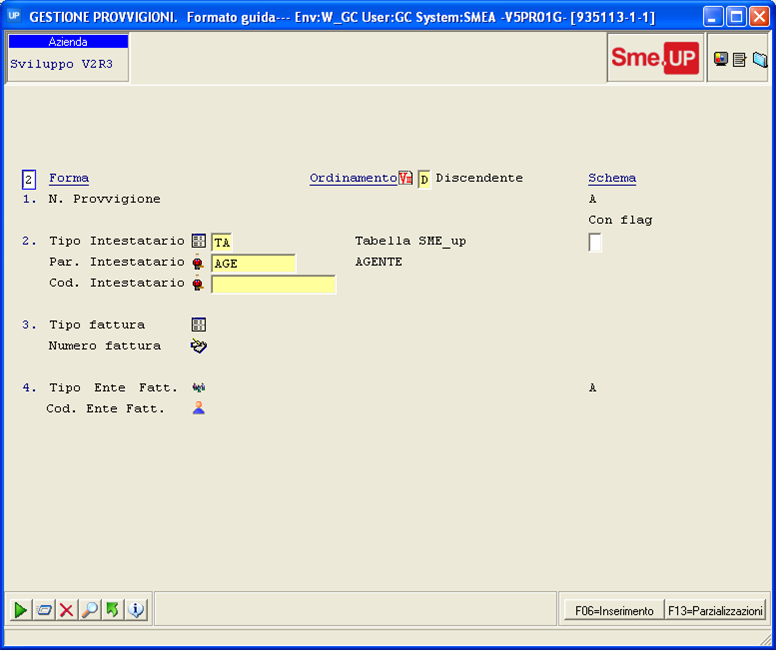 UP GESTIONE PROVVIGIONI. Formato guida--- Env:W_GC User:GC System:SMEA -V5PRO1G- [935113-1-1]
Azienda
Sviluppo V2R3
Sme.UP
2 Forma Ordinamento D Discendente Schema
1. N. Provvigione A
Con flag
2. Tipo Intestatario TA Tabella SME_up
Par. Intestatario AGE AGENTE
Cod. Intestatario
3. Tipo fattura
Numero fattura
4. Tipo Ente Fatt. A
Cod. Ente Fatt.
F06=Inserimento F13=Parzializzazioni